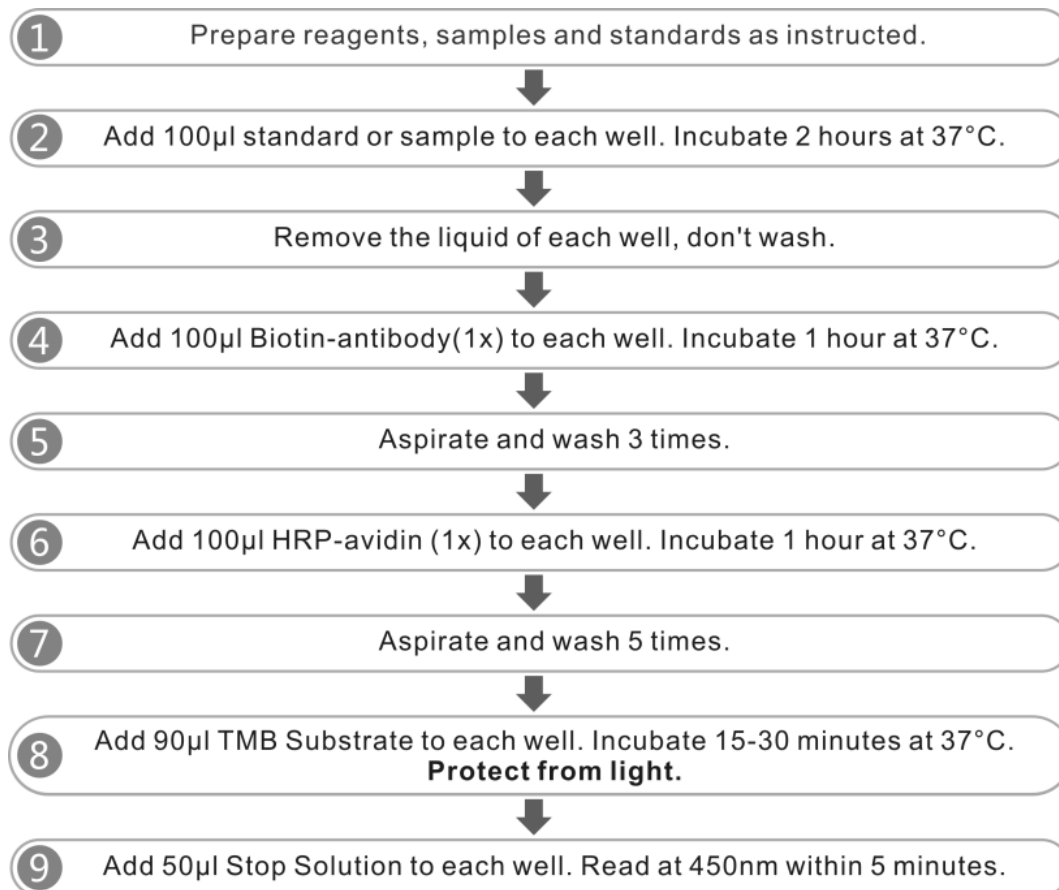 1 Prepare reagents, samples and standards as instructed.
2 Add 100µl standard or sample to each well. Incubate 2 hours at 37°C.
3 Remove the liquid of each well, don't wash.
4 Add 100µl Biotin-antibody(1x) to each well. Incubate 1 hour at 37°C.
5 Aspirate and wash 3 times.
6 Add 100µl HRP-avidin (1x) to each well. Incubate 1 hour at 37°C.
7 Aspirate and wash 5 times.
8 Add 90µl TMB Substrate to each well. Incubate 15-30 minutes at 37°C.
Protect from light.
9 Add 50µl Stop Solution to each well. Read at 450nm within 5 minutes.